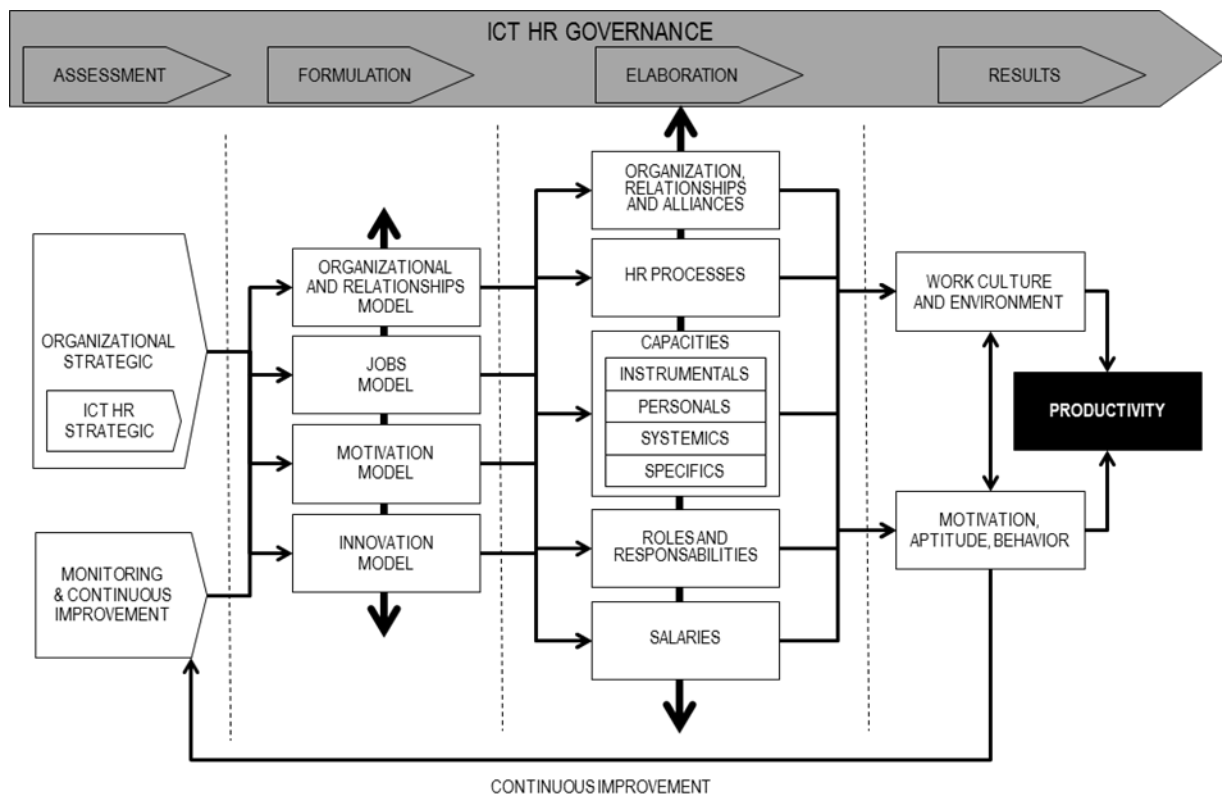 ICT HR GOVERNANCE
ASSESSMENT
FORMULATION
ELABORATION
RESULTS
ORGANIZATIONAL
STRATEGIC
ICT HR
STRATEGIC
MONITORING
& CONTINUOUS
IMPROVEMENT
ORGANIZATIONAL
AND RELATIONSHIPS
MODEL
JOBS
MODEL
MOTIVATION
MODEL
INNOVATION
MODEL
ORGANIZATION,
RELATIONSHIPS
AND ALLIANCES
HR PROCESSES
CAPACITIES
INSTRUMENTALS
PERSONALS
SYSTEMICS
SPECIFICS
ROLES AND
RESPONSABILITIES
SALARIES
WORK CULTURE
AND ENVIRONMENT
MOTIVATION,
APTITUDE, BEHAVIOR
PRODUCTIVITY
CONTINUOUS IMPROVEMENT